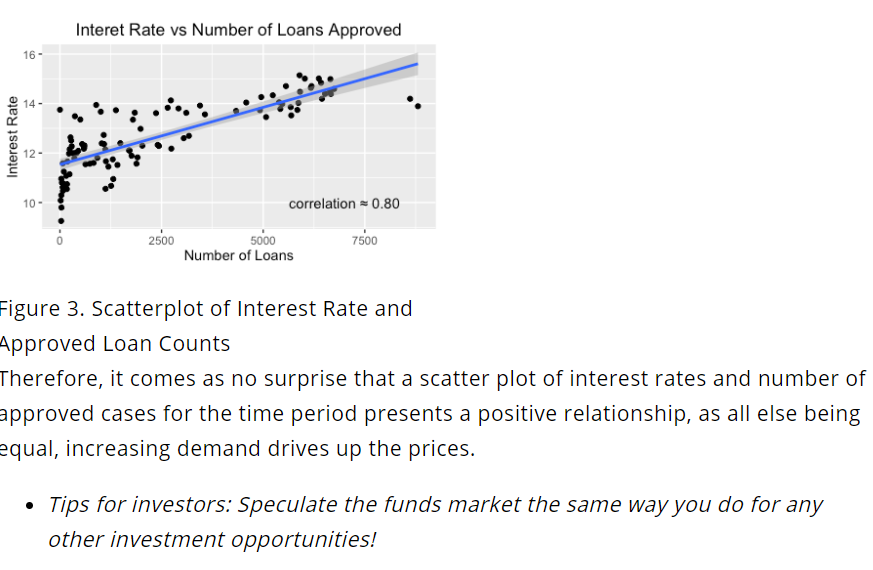 Interet Rate vs Number of Loans Approved
16
14
12
10
Interest Rate
correlation ≈ 0.80
0 2500 5000 7500
Number of Loans
Figure 3. Scatterplot of Interest Rate and
Approved Loan Counts
Therefore, it comes as no surprise that a scatter plot of interest rates and number of
approved cases for the time period presents a positive relationship, as all else being
equal, increasing demand drives up the prices.
• Tips for investors: Speculate the funds market the same way you do for any
other investment opportunities!